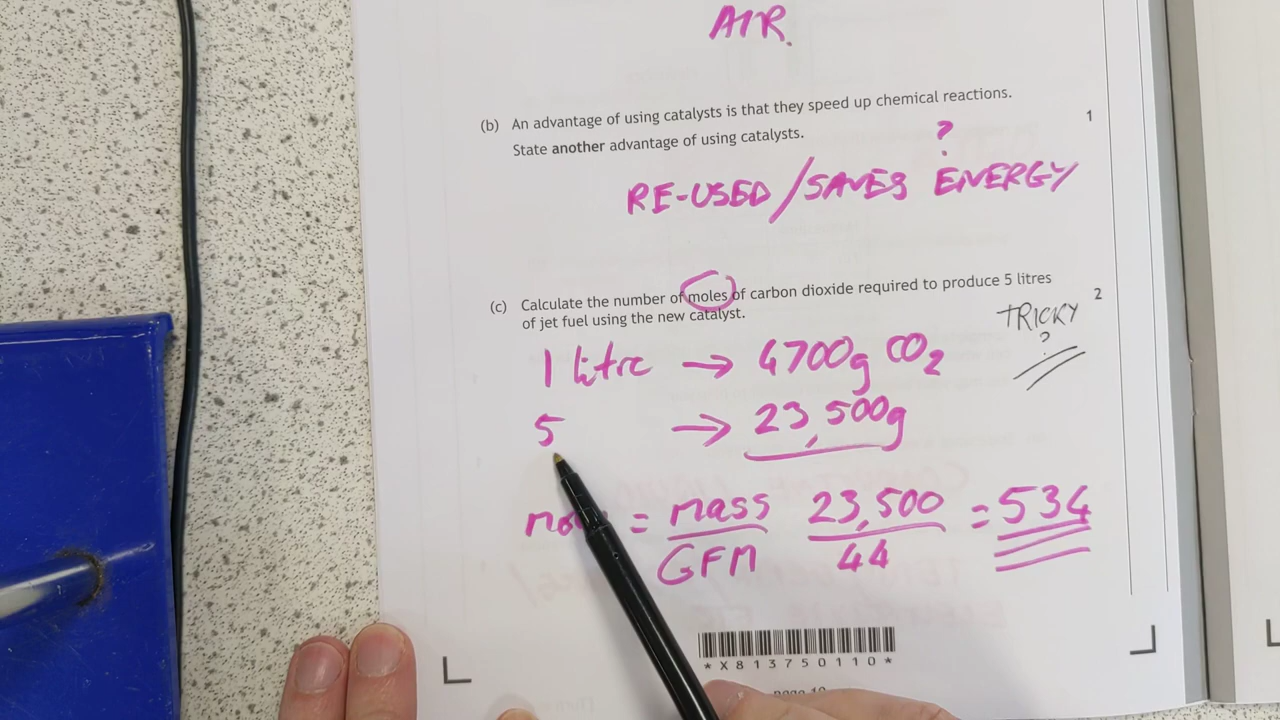 AIR.
(b) An advantage of using catalysts is that they speed up chemical reactions.
State another advantage of using catalysts.
1
?
RE-USED/SAVES ENERGY
(c) Calculate the number of moles of carbon dioxide required to produce 5 litres
of jet fuel using the new catalyst.
2
TRICKY
?
1 litre → 4700g CO2
5 → 23,500g
= mass 23,500 = 534
GFM 44
*X813750110*